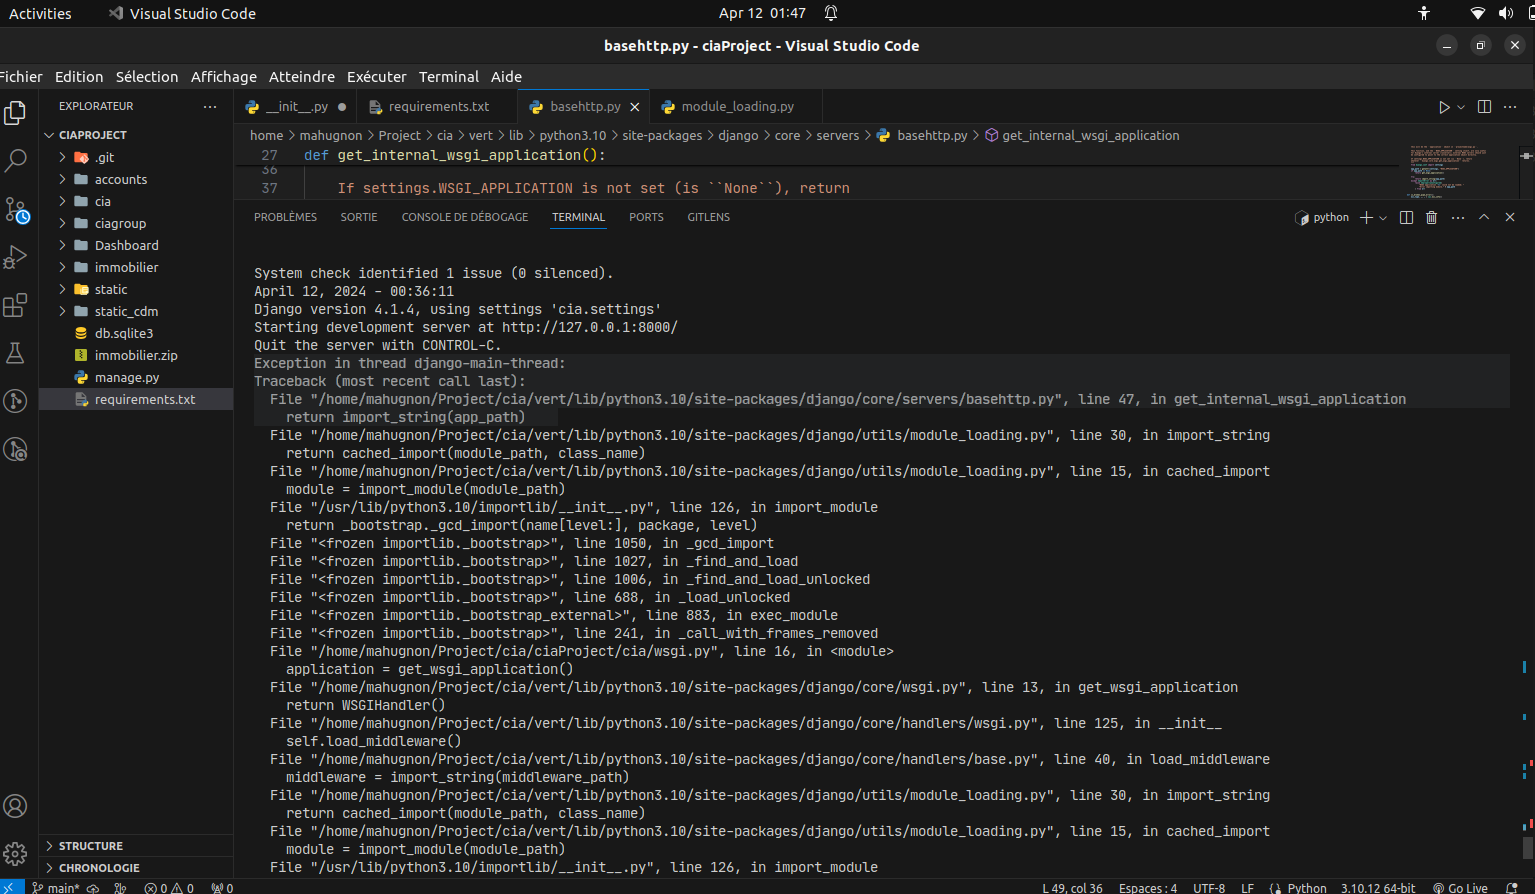 Activities
Visual Studio Code
Apr 12 01:47
basehttp.py - ciaProject - Visual Studio Code
Fichier Edition Sélection Affichage Atteindre Exécuter Terminal Aide
EXPLORATEUR
__init__.py
requirements.txt
basehttp.py
module_loading.py
CIAPROJECT
home > mahugnon > Project > cia > vert > lib > python3.10 > site-packages > django > core > servers > basehttp.py > get_internal_wsgi_application
27 def get_internal_wsgi_application():
36
37 If settings.WSGI_APPLICATION is not set (is ``None``), return
.git
accounts
cia
ciagroup
Dashboard
immobilier
static
static_cdm
db.sqlite3
immobilier.zip
manage.py
requirements.txt
STRUCTURE
CHRONOLOGIE
PROBLÈMES SORTIE CONSOLE DE DÉBOGAGE TERMINAL PORTS GITLENS
python
System check identified 1 issue (0 silenced).
April 12, 2024 - 00:36:11
Django version 4.1.4, using settings 'cia.settings'
Starting development server at http://127.0.0.1:8000/
Quit the server with CONTROL-C.
Exception in thread django-main-thread:
Traceback (most recent call last):
File "/home/mahugnon/Project/cia/vert/lib/python3.10/site-packages/django/core/servers/basehttp.py", line 47, in get_internal_wsgi_application
return import_string(app_path)
File "/home/mahugnon/Project/cia/vert/lib/python3.10/site-packages/django/utils/module_loading.py", line 30, in import_string
return cached_import(module_path, class_name)
File "/home/mahugnon/Project/cia/vert/lib/python3.10/site-packages/django/utils/module_loading.py", line 15, in cached_import
module = import_module(module_path)
File "/usr/lib/python3.10/importlib/__init__.py", line 126, in import_module
return _bootstrap._gcd_import(name[level:], package, level)
File "<frozen importlib._bootstrap>", line 1050, in _gcd_import
File "<frozen importlib._bootstrap>", line 1027, in _find_and_load
File "<frozen importlib._bootstrap>", line 1006, in _find_and_load_unlocked
File "<frozen importlib._bootstrap>", line 688, in _load_unlocked
File "<frozen importlib._bootstrap_external>", line 883, in exec_module
File "<frozen importlib._bootstrap>", line 241, in _call_with_frames_removed
File "/home/mahugnon/Project/cia/ciaProject/cia/wsgi.py", line 16, in <module>
application = get_wsgi_application()
File "/home/mahugnon/Project/cia/vert/lib/python3.10/site-packages/django/core/wsgi.py", line 13, in get_wsgi_application
return WSGIHandler()
File "/home/mahugnon/Project/cia/vert/lib/python3.10/site-packages/django/core/handlers/wsgi.py", line 125, in __init__
self.load_middleware()
File "/home/mahugnon/Project/cia/vert/lib/python3.10/site-packages/django/core/handlers/base.py", line 40, in load_middleware
middleware = import_string(middleware_path)
File "/home/mahugnon/Project/cia/vert/lib/python3.10/site-packages/django/utils/module_loading.py", line 30, in import_string
return cached_import(module_path, class_name)
File "/home/mahugnon/Project/cia/vert/lib/python3.10/site-packages/django/utils/module_loading.py", line 15, in cached_import
module = import_module(module_path)
File "/usr/lib/python3.10/importlib/__init__.py", line 126, in import_module
main* 0 0 0 L 49, col 36 Espaces : 4 UTF-8 LF Python 3.10.12 64-bit Go Live